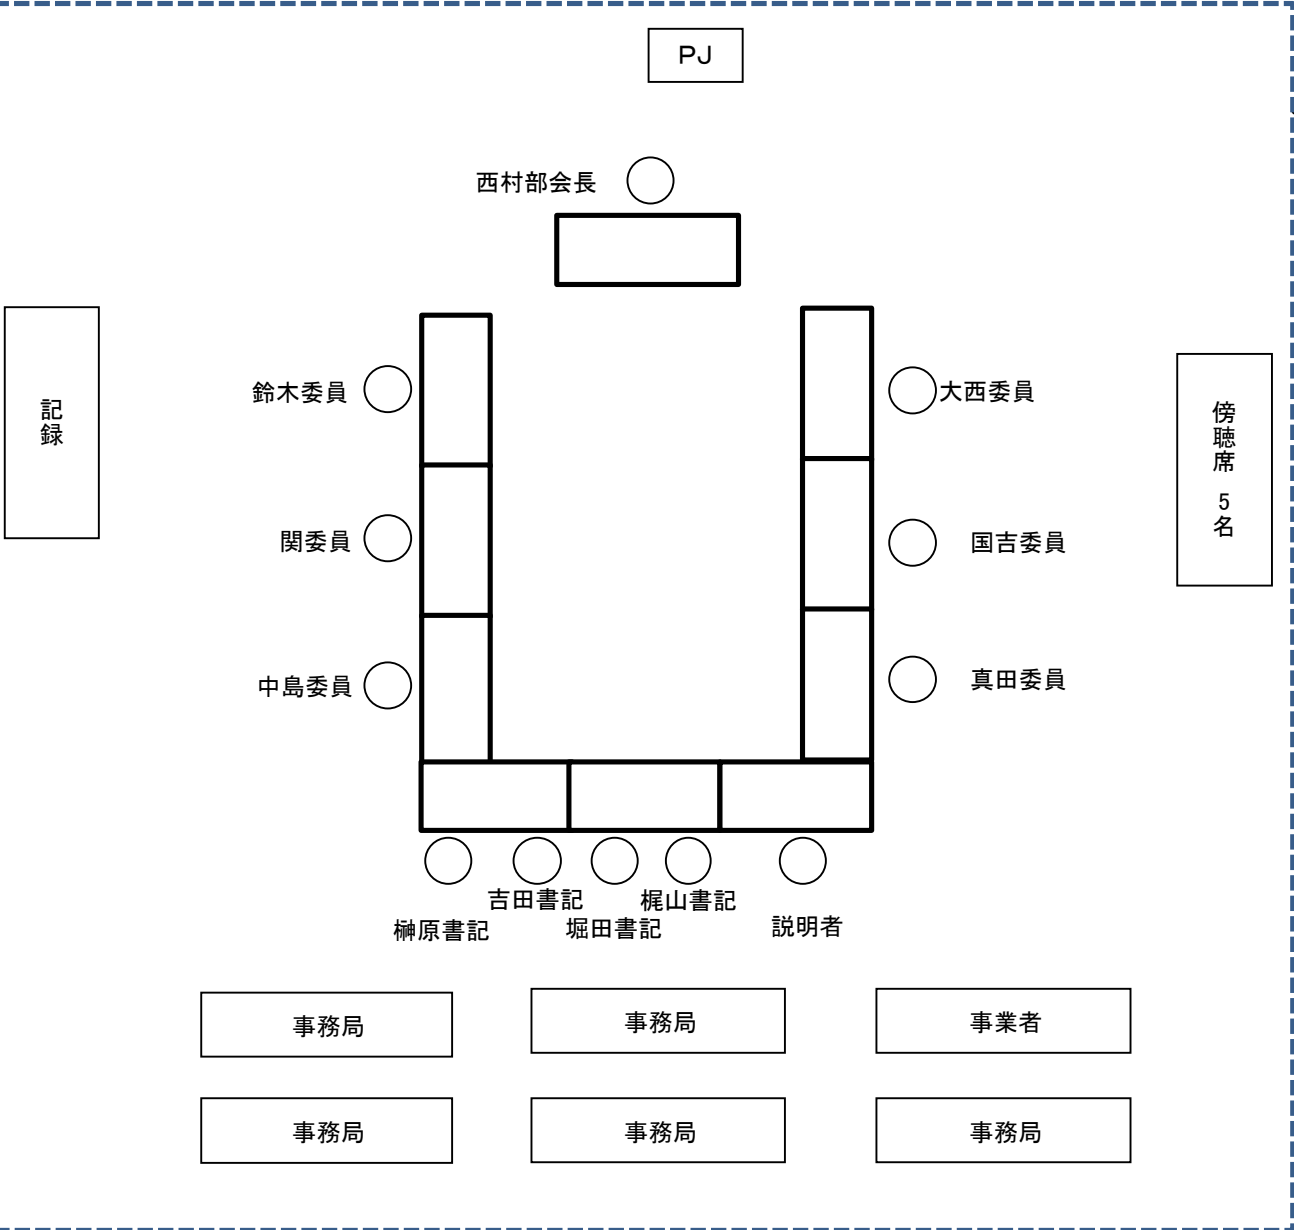 PJ
西村部会長
鈴木委員
大西委員
記録
傍聴席 5名
関委員
国吉委員
中島委員
真田委員
吉田書記
梶山書記
榊原書記
堀田書記
説明者
事務局
事務局
事業者
事務局
事務局
事務局